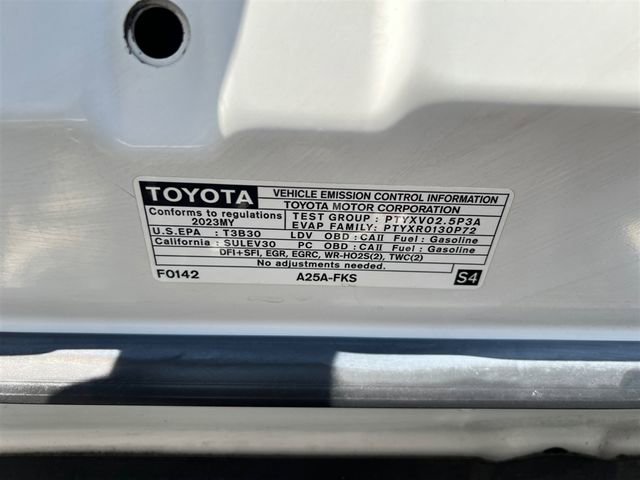 TOYOTA VEHICLE EMISSION CONTROL INFORMATION
TOYOTA MOTOR CORPORATION
Conforms to regulations
2023MY
TEST GROUP : PTYXV02.5P3A
EVAP FAMILY: PTYXR0130P72
U.S.EPA : T3B30 LDV OBD : CAII Fuel : Gasoline
California : SULEV30 PC OBD : CAII Fuel : Gasoline
DFI+SFI, EGR, EGRC, WR-HO2S(2), TWC(2)
No adjustments needed.
F0142 A25A-FKS S4